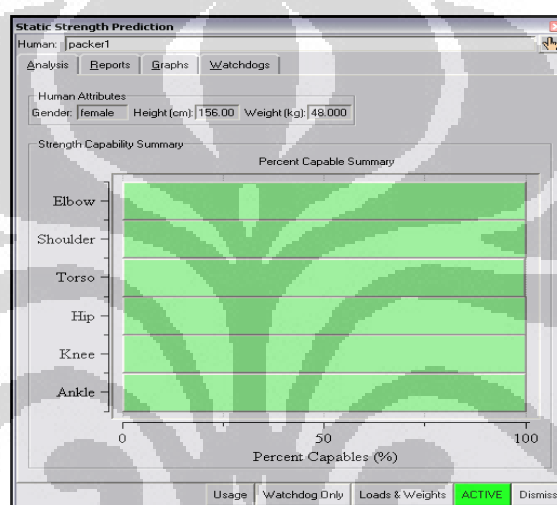 Static Strength Prediction
Human: packer1
Analysis Reports Graphs Watchdogs
Human Attributes
Gender: female Height (cm): 156.00 Weight (kg): 48.000
Strength Capability Summary
Percent Capable Summary
Elbow
Shoulder
Torso
Hip
Knee
Ankle
0 50 100
Percent Capables (%)
Usage Watchdog Only Loads & Weights ACTIVE Dismiss